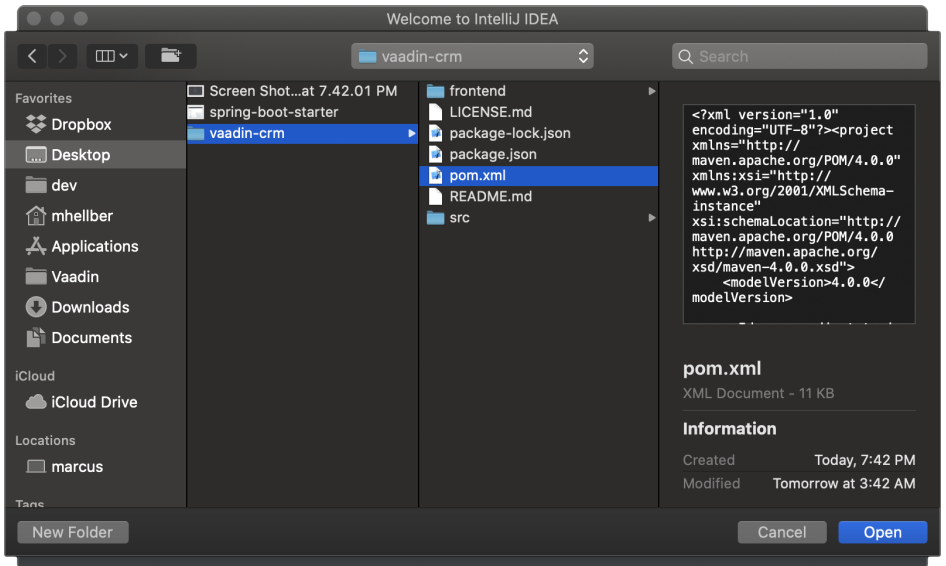 Welcome to IntelliJ IDEA
vaadin-crm
Search
Favorites
Dropbox
Desktop
dev
mhellber
Applications
Vaadin
Downloads
Documents
iCloud
iCloud Drive
Locations
marcus
Tags
Screen Shot...at 7.42.01 PM
spring-boot-starter
vaadin-crm
frontend
LICENSE.md
package-lock.json
package.json
pom.xml
README.md
src
<?xml version="1.0"
encoding="UTF-8"?><project
xmlns="http://
maven.apache.org/POM/4.0.0"
xmlns:xsi="http://
www.w3.org/2001/XMLSchema-
instance"
xsi:schemaLocation="http://
maven.apache.org/POM/4.0.0
http://maven.apache.org/
xsd/maven-4.0.0.xsd">
<modelVersion>4.0.0</
modelVersion>
pom.xml
XML Document - 11 KB
Information
Created Today, 7:42 PM
Modified Tomorrow at 3:42 AM
New Folder
Cancel
Open